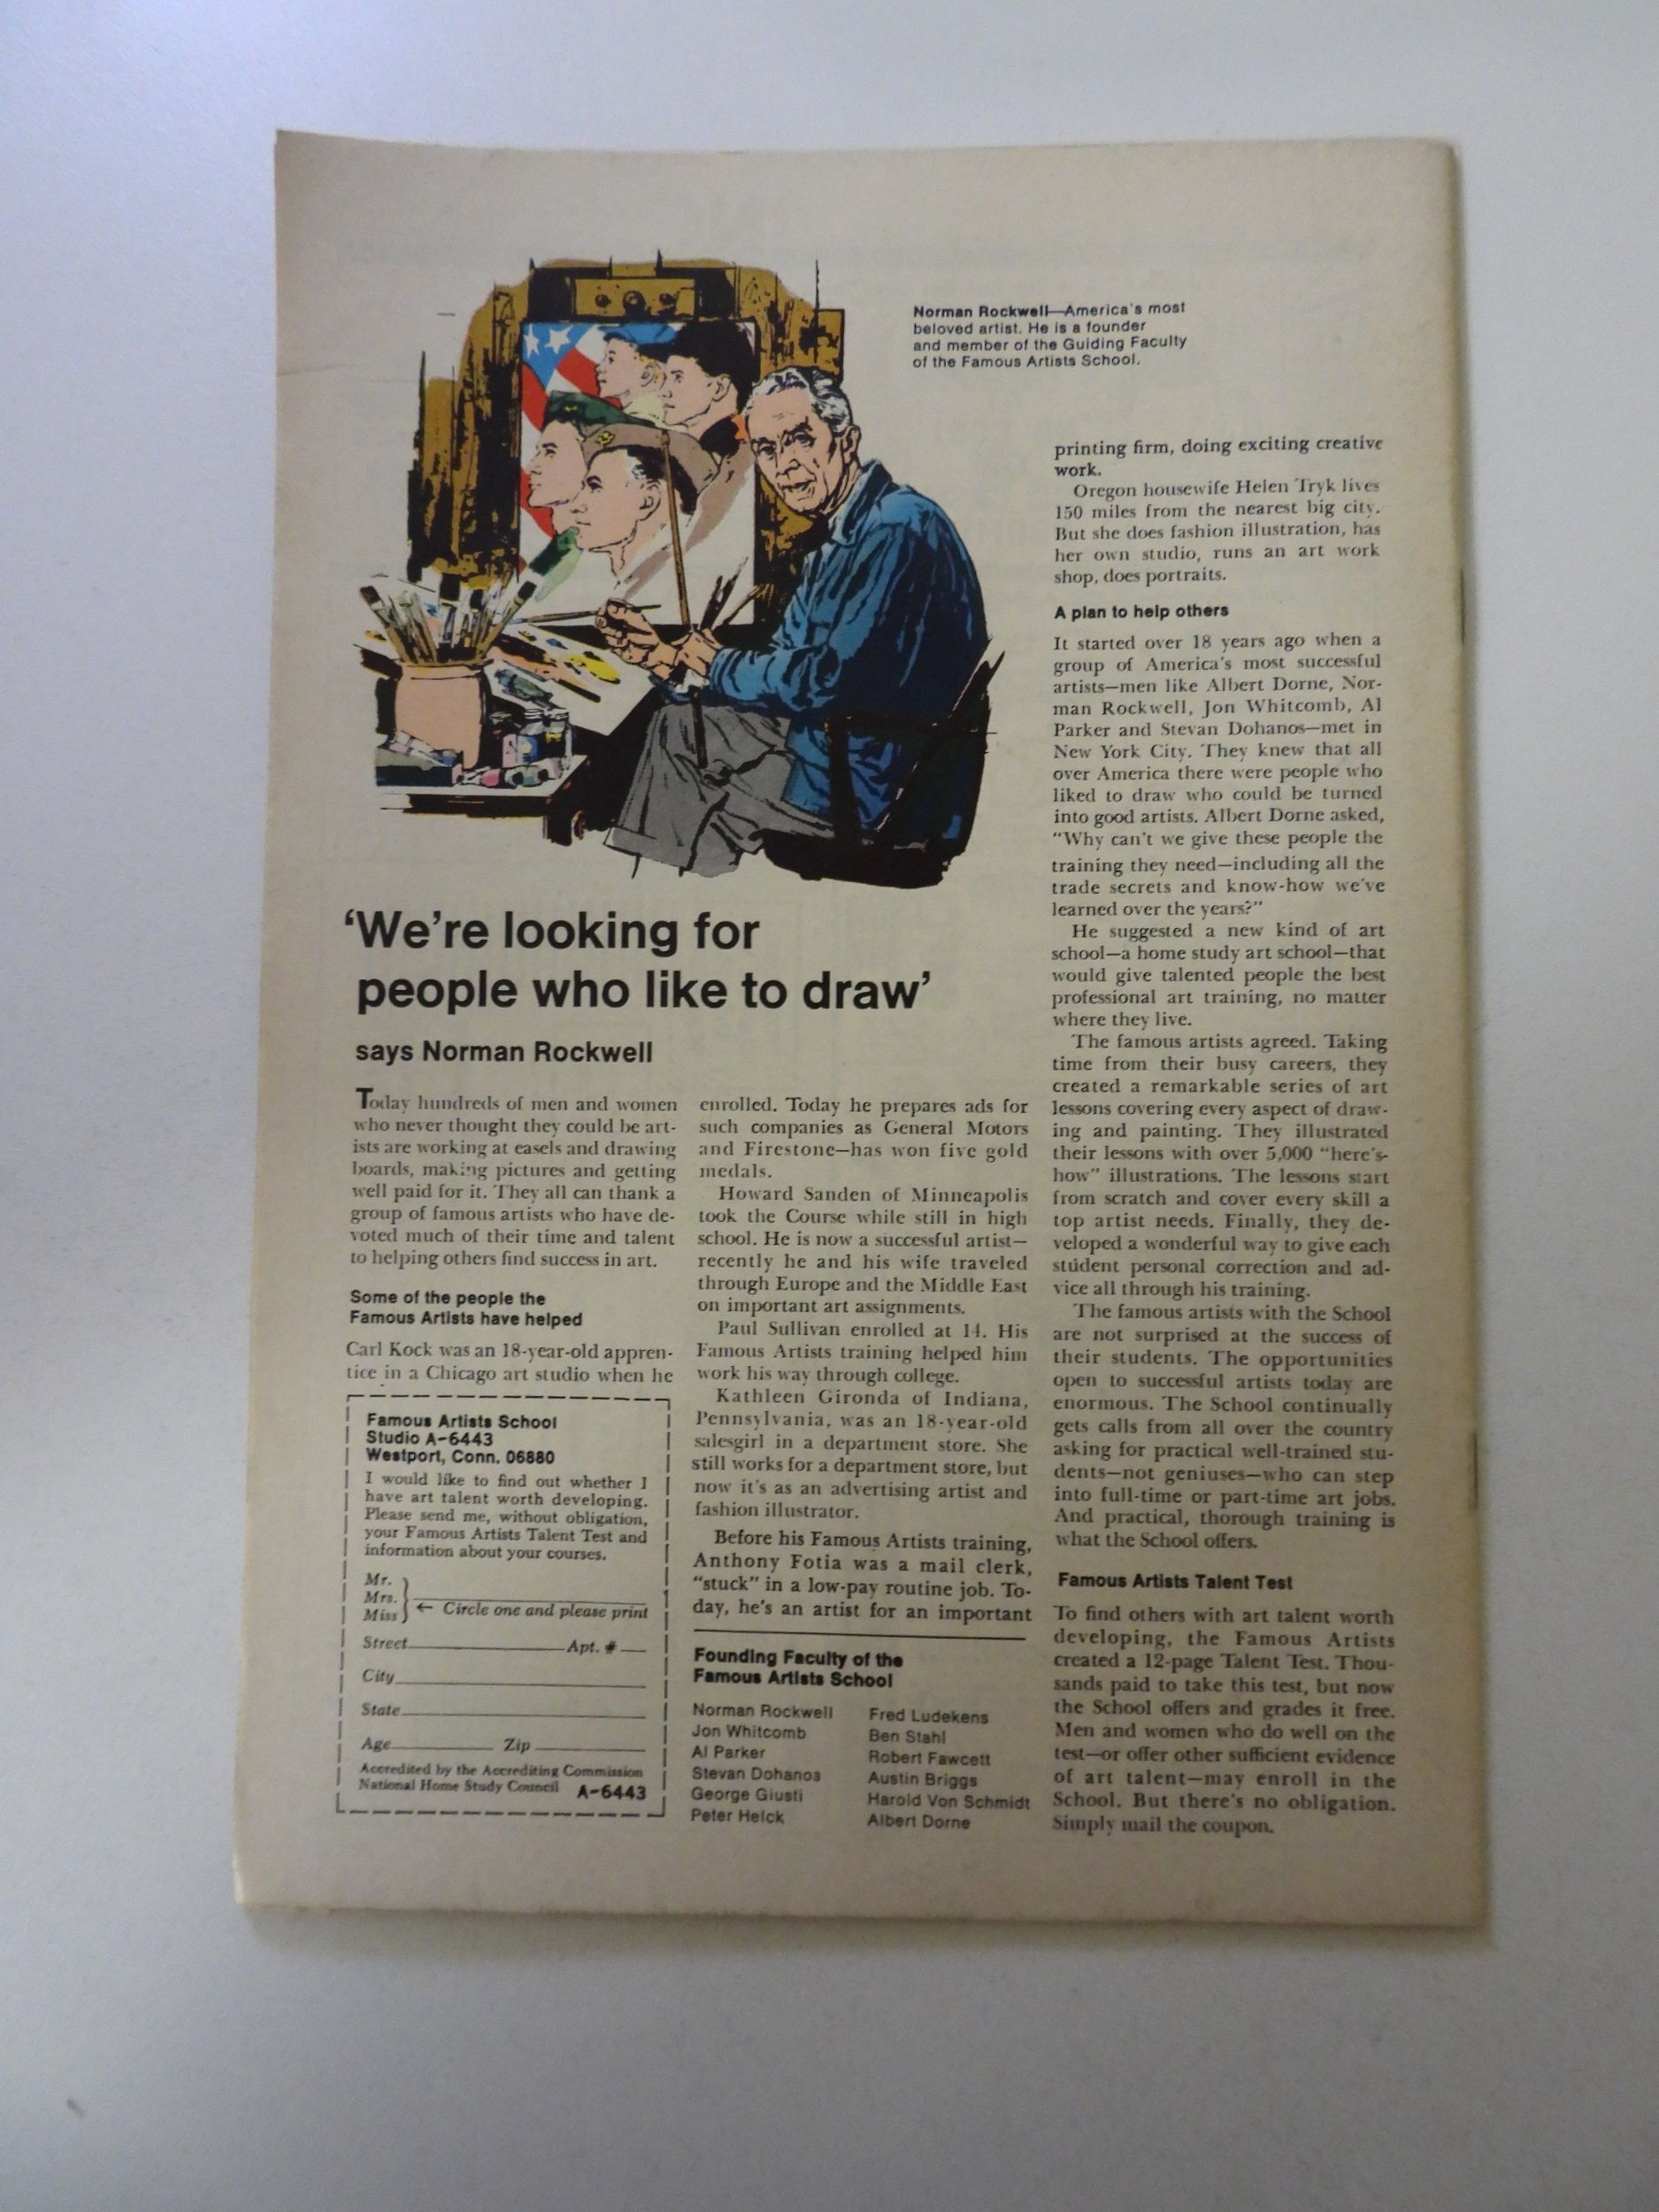 Norman Rockwell—America's most
beloved artist. He is a founder
and member of the Guiding Faculty
of the Famous Artists School.
'We're looking for
people who like to draw'
says Norman Rockwell
Today hundreds of men and women
who never thought they could be art-
ists are working at easels and drawing
boards, making pictures and getting
well paid for it. They all can thank a
group of famous artists who have de-
voted much of their time and talent
to helping others find success in art.
Some of the people the
Famous Artists have helped
Carl Kock was an 18-year-old appren-
tice in a Chicago art studio when he
enrolled. Today he prepares ads for
such companies as General Motors
and Firestone—has won five gold
medals.
Howard Sanden of Minneapolis
took the Course while still in high
school. He is now a successful artist—
recently he and his wife traveled
through Europe and the Middle East
on important art assignments.
Paul Sullivan enrolled at 14. His
Famous Artists training helped him
work his way through college.
Kathleen Gironda of Indiana,
Pennsylvania, was an 18-year-old
salesgirl in a department store. She
still works for a department store, but
now it's as an advertising artist and
fashion illustrator.
Before his Famous Artists training,
Anthony Fotia was a mail clerk,
"stuck" in a low-pay routine job. To-
day, he's an artist for an important
printing firm, doing exciting creative
work.
Oregon housewife Helen Tryk lives
150 miles from the nearest big city.
But she does fashion illustration, has
her own studio, runs an art work
shop, does portraits.
A plan to help others
It started over 18 years ago when a
group of America's most successful
artists—men like Albert Dorne, Nor-
man Rockwell, Jon Whitcomb, Al
Parker and Stevan Dohanos—met in
New York City. They knew that all
over America there were people who
liked to draw who could be turned
into good artists. Albert Dorne asked,
"Why can't we give these people the
training they need—including all the
trade secrets and know-how we've
learned over the years?"
He suggested a new kind of art
school—a home study art school—that
would give talented people the best
professional art training, no matter
where they live.
The famous artists agreed. Taking
time from their busy careers, they
created a remarkable series of art
lessons covering every aspect of draw-
ing and painting. They illustrated
their lessons with over 5,000 "here's-
how" illustrations. The lessons start
from scratch and cover every skill a
top artist needs. Finally, they de-
veloped a wonderful way to give each
student personal correction and ad-
vice all through his training.
The famous artists with the School
are not surprised at the success of
their students. The opportunities
open to successful artists today are
enormous. The School continually
gets calls from all over the country
asking for practical well-trained stu-
dents—not geniuses—who can step
into full-time or part-time art jobs.
And practical, thorough training is
what the School offers.
Famous Artists Talent Test
To find others with art talent worth
developing, the Famous Artists
created a 12-page Talent Test. Thou-
sands paid to take this test, but now
the School offers and grades it free.
Men and women who do well on the
test—or offer other sufficient evidence
of art talent—may enroll in the
School. But there's no obligation.
Simply mail the coupon.
Famous Artists School
Studio A-6443
Westport, Conn. 06880
I would like to find out whether I
have art talent worth developing.
Please send me, without obligation,
your Famous Artists Talent Test and
information about your courses.
Mr.
Mrs.
Miss
← Circle one and please print
Street Apt. #
City
State
Age Zip
Accredited by the Accrediting Commission
National Home Study Council A-6443
Founding Faculty of the
Famous Artists School
Norman Rockwell
Jon Whitcomb
Al Parker
Stevan Dohanos
George Giusti
Peter Helck
Fred Ludekens
Ben Stahl
Robert Fawcett
Austin Briggs
Harold Von Schmidt
Albert Dorne